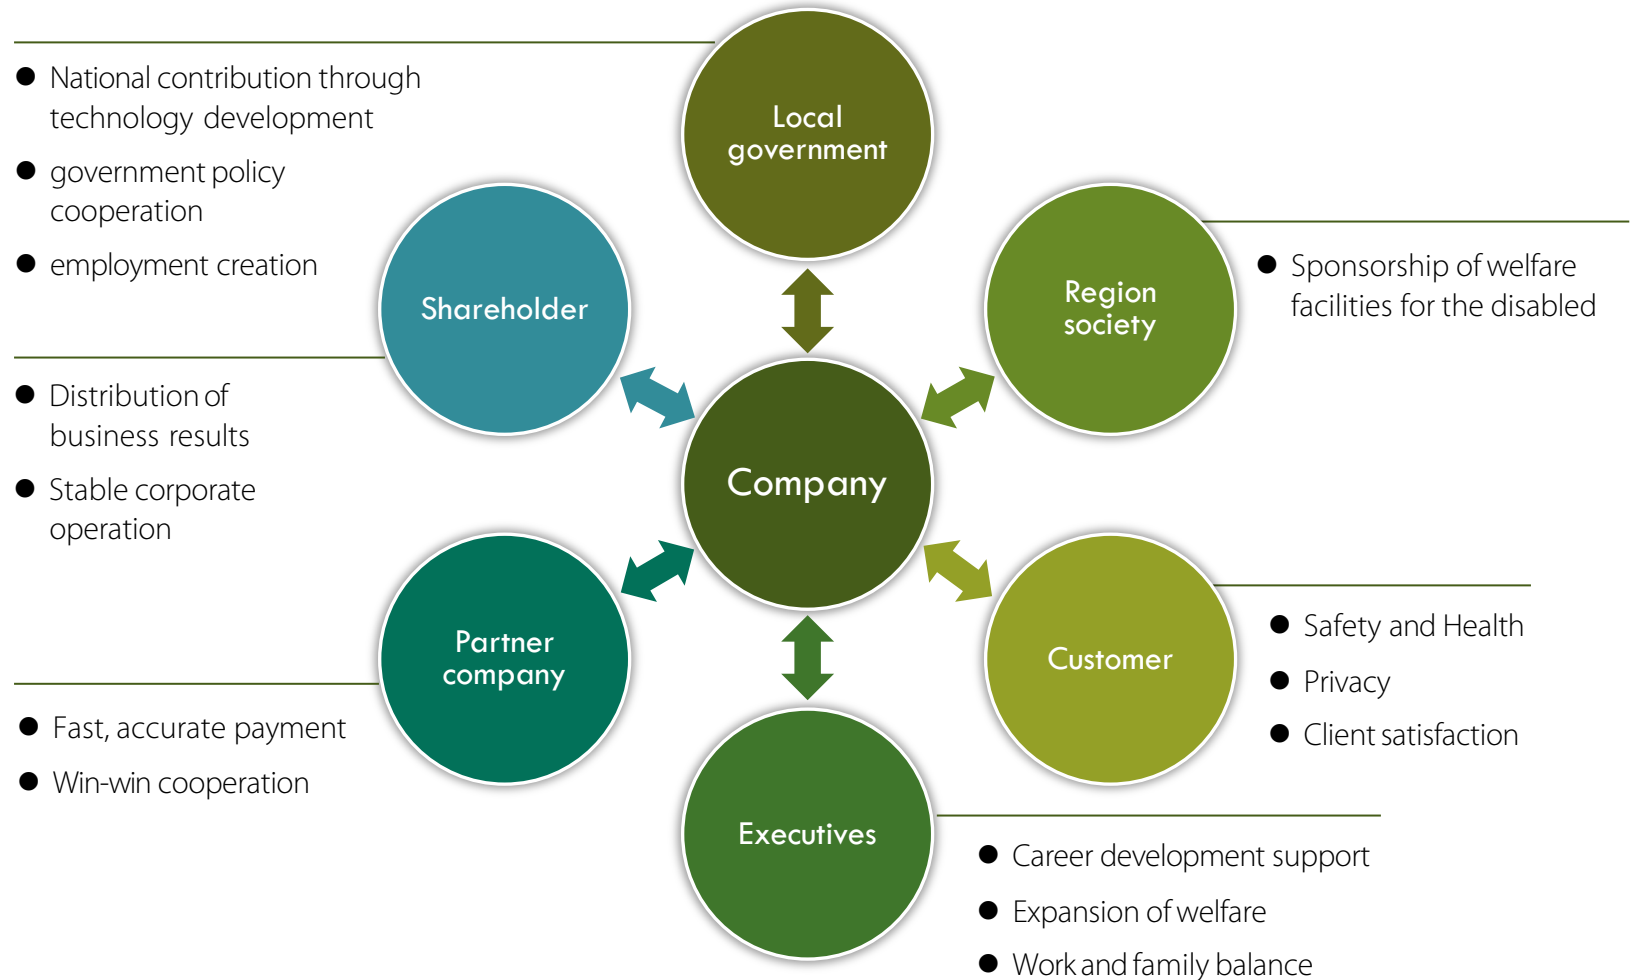 National contribution through
technology development
government policy
cooperation
employment creation
Local
government
Shareholder
Region
society
Sponsorship of welfare
facilities for the disabled
Distribution of
business results
Stable corporate
operation
Company
Partner
company
Customer
Safety and Health
Privacy
Client satisfaction
Fast, accurate payment
Win-win cooperation
Executives
Career development support
Expansion of welfare
Work and family balance